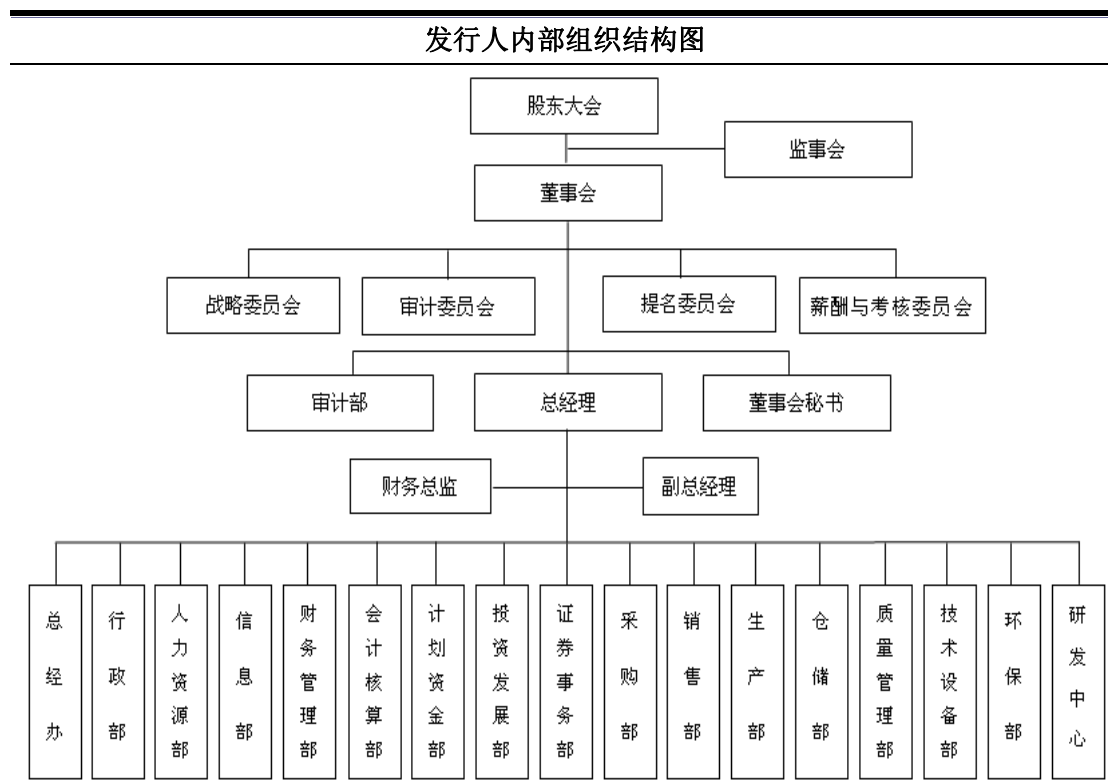 发行人内部组织结构图
股东大会
监事会
董事会
战略委员会
审计委员会
提名委员会
薪酬与考核委员会
审计部
总经理
董事会秘书
财务总监
副总经理
总经办
行政部
人力资源部
信息部
财务管理部
会计核算部
计划资金部
投资发展部
证券事务部
采购部
销售部
生产部
仓储部
质量管理部
技术设备部
环保部
研发中心